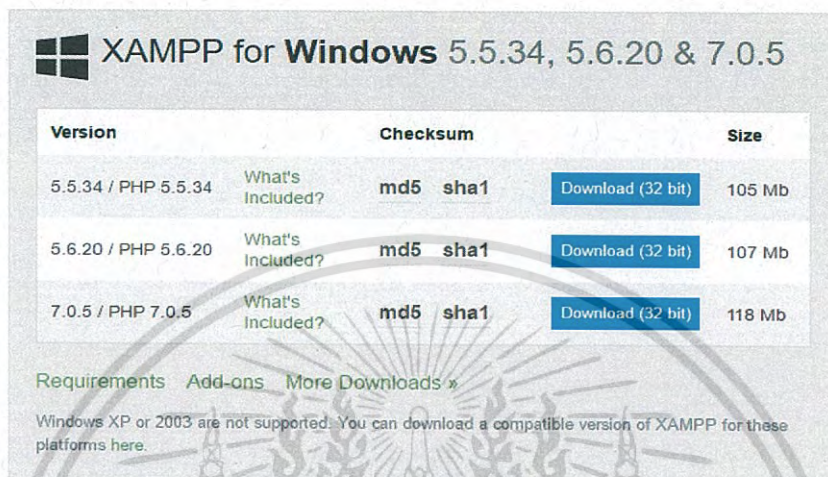 XAMPP for Windows 5.5.34, 5.6.20 & 7.0.5
Version Checksum Size
5.5.34 / PHP 5.5.34 What's Included? md5 sha1 Download (32 bit) 105 Mb
5.6.20 / PHP 5.6.20 What's Included? md5 sha1 Download (32 bit) 107 Mb
7.0.5 / PHP 7.0.5 What's Included? md5 sha1 Download (32 bit) 118 Mb
Requirements Add-ons More Downloads »
Windows XP or 2003 are not supported. You can download a compatible version of XAMPP for these
platforms here.